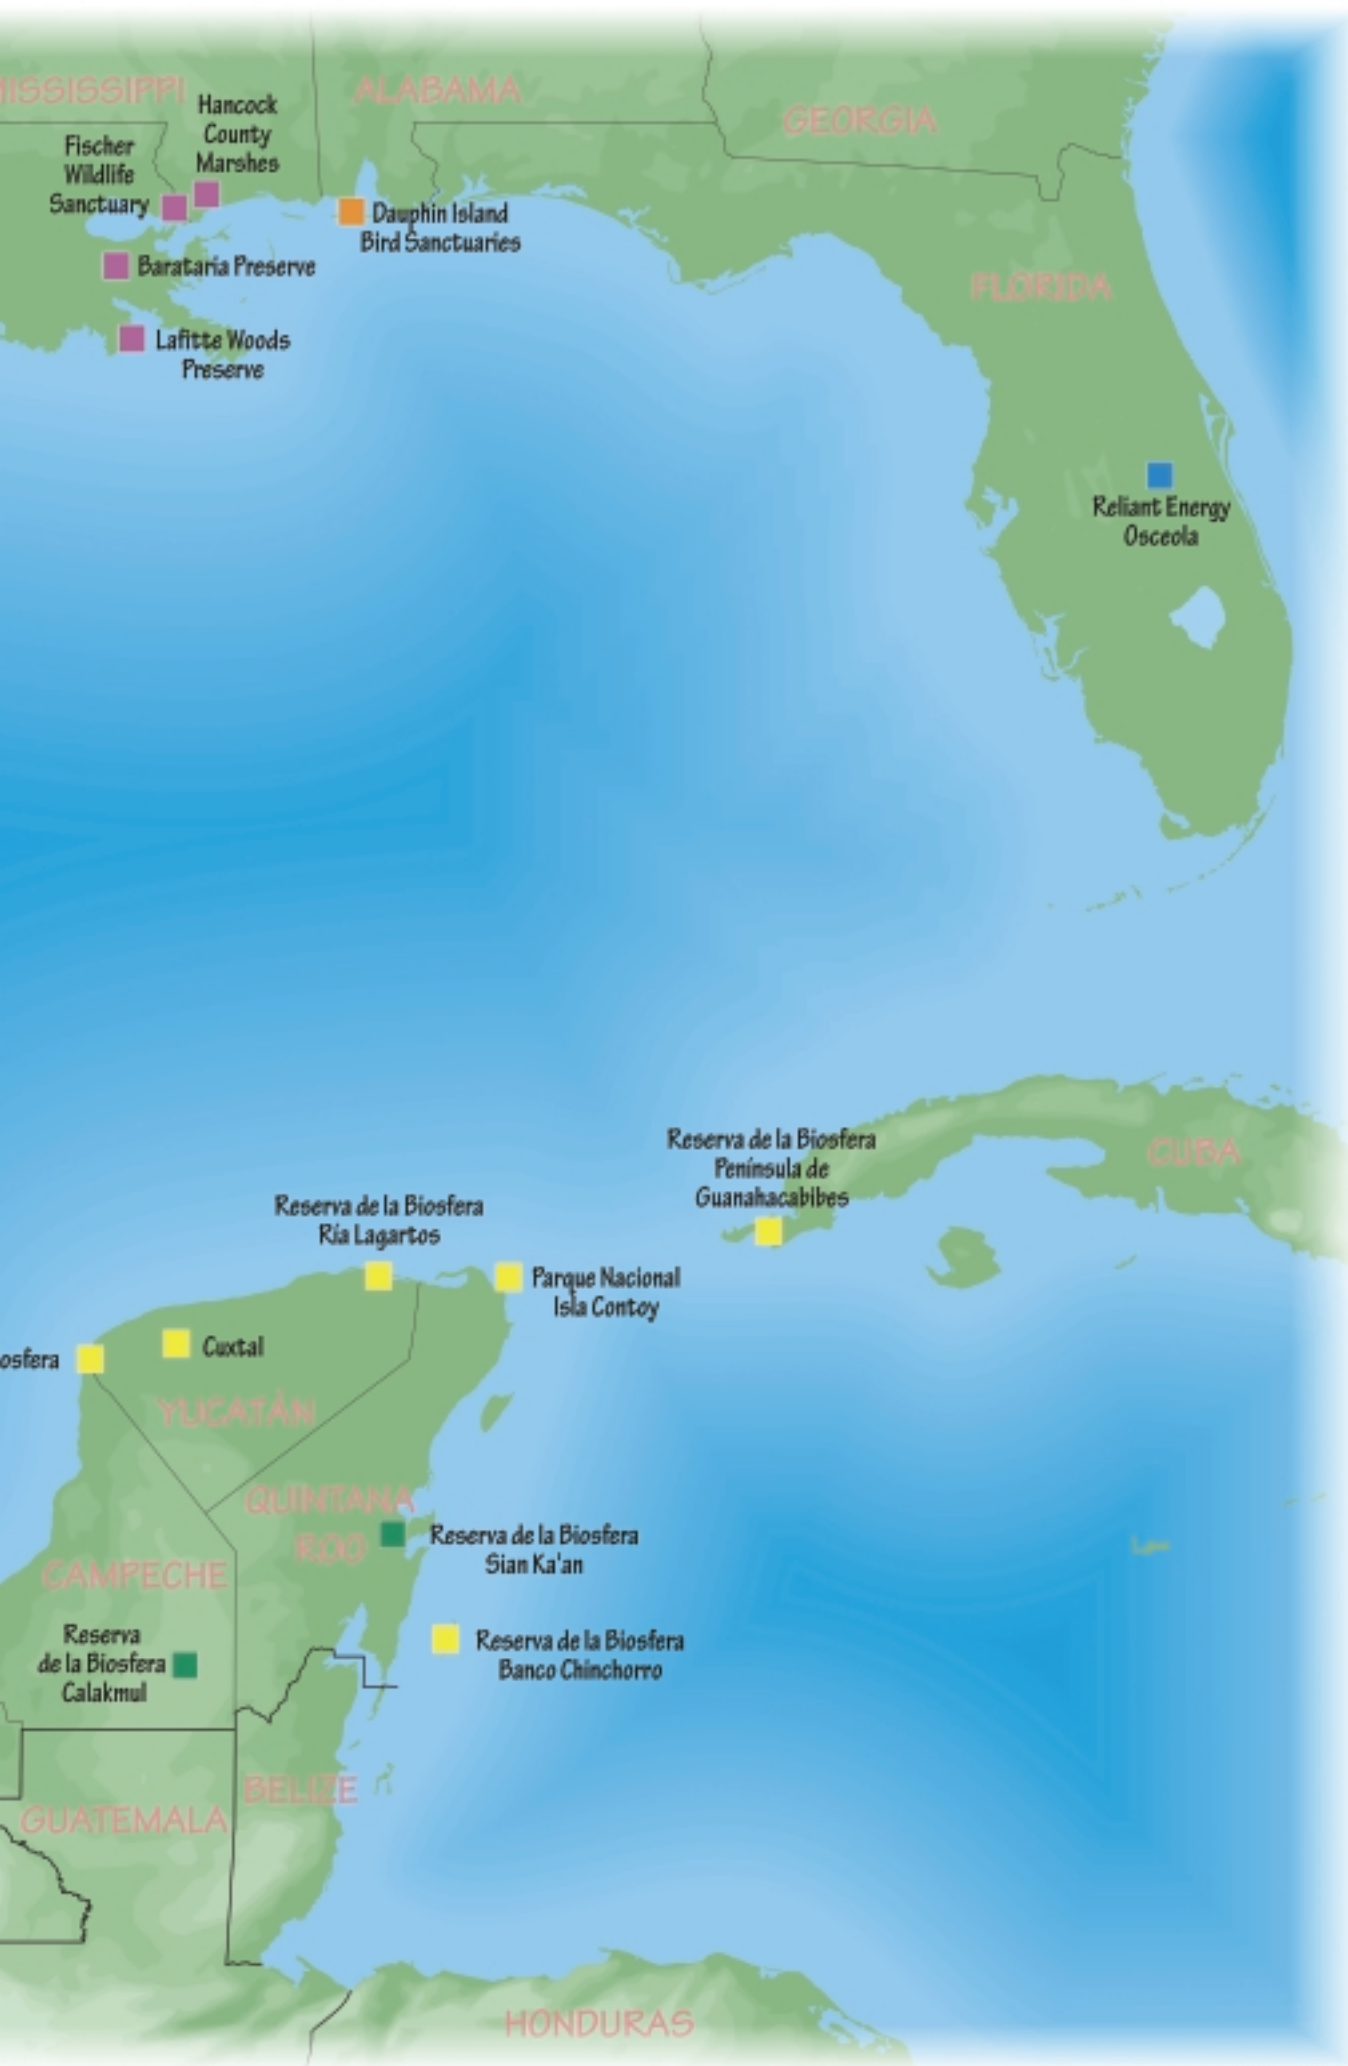 MISSISSIPPI
ALABAMA
GEORGIA
Hancock
County
Marshes
Fischer
Wildlife
Sanctuary
Dauphin Island
Bird Sanctuaries
Barataria Preserve
FLORIDA
Lafitte Woods
Preserve
Reliant Energy
Osceola
Reserva de la Biosfera
Península de
Guanahacabibes
CUBA
Reserva de la Biosfera
Ría Lagartos
Parque Nacional
Isla Contoy
osfera
Cuxtal
YUCATÁN
QUINTANA
ROO
Reserva de la Biosfera
Sian Ka'an
CAMPECHE
Reserva
de la Biosfera
Calakmul
Reserva de la Biosfera
Banco Chinchorro
BELIZE
GUATEMALA
HONDURAS